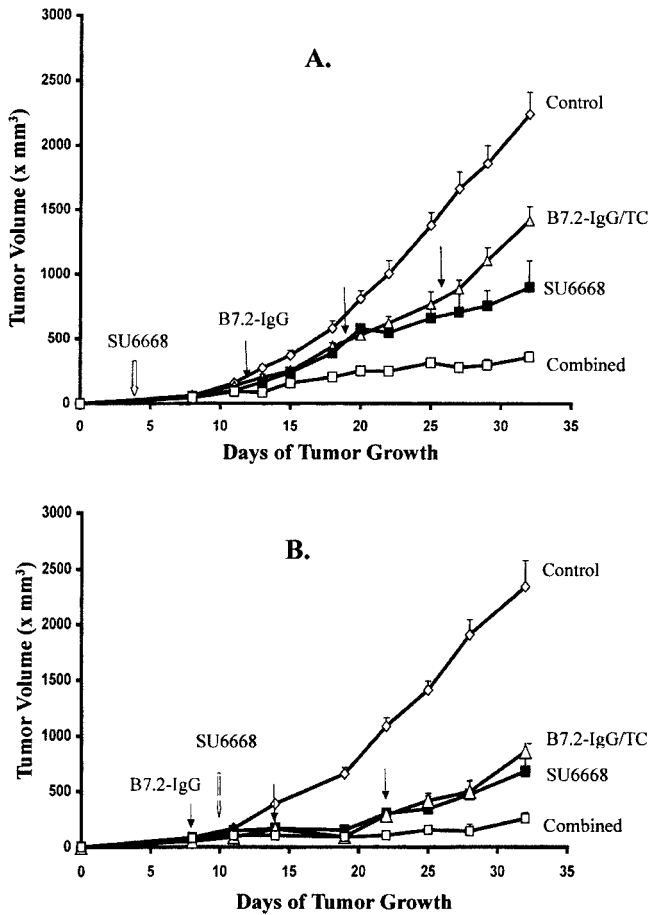 A.
3000
2500
2000
1500
1000
500
0
Tumor Volume (x mm³)
Control
B7.2-IgG/TC
SU6668
Combined
SU6668
B7.2-IgG
0 5 10 15 20 25 30 35
Days of Tumor Growth
B.
3000
2500
2000
1500
1000
500
0
Tumor Volume (x mm³)
Control
B7.2-IgG/TC
SU6668
Combined
SU6668
B7.2-IgG
0 5 10 15 20 25 30 35
Days of Tumor Growth